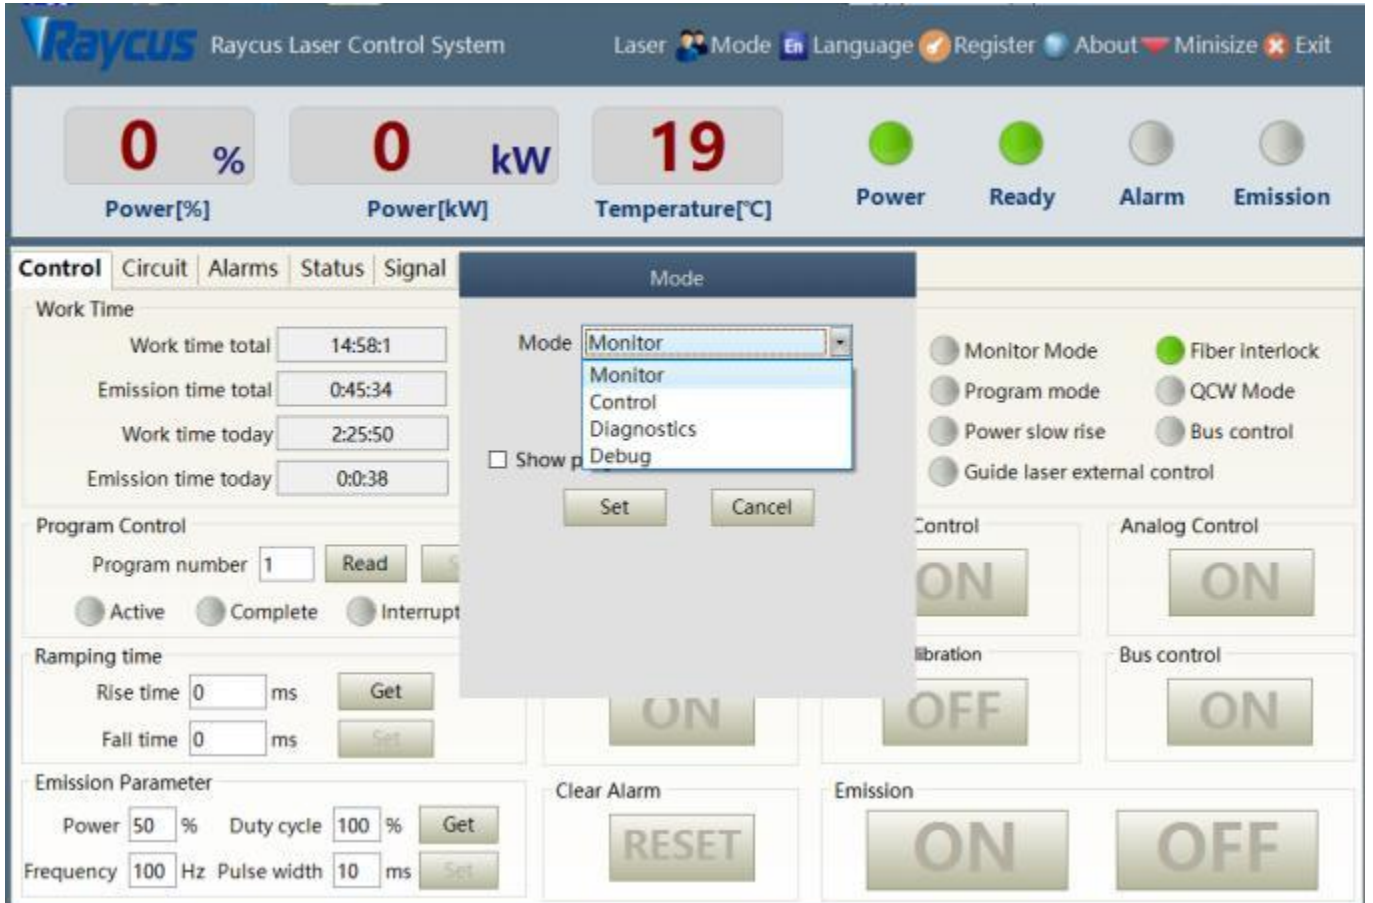 Raycus Raycus Laser Control System Laser Mode En Language Register About Minisize Exit
0 % 0 kW 19
Power[%] Power[kW] Temperature[℃] Power Ready Alarm Emission
Control Circuit Alarms Status Signal
Mode
Mode Monitor
Monitor
Control
Diagnostics
Debug
Show p
Set Cancel
Work Time
Work time total 14:58:1
Emission time total 0:45:34
Work time today 2:25:50
Emission time today 0:0:38
Monitor Mode Fiber interlock
Program mode QCW Mode
Power slow rise Bus control
Guide laser external control
Program Control
Program number 1 Read
Active Complete Interrupt
Control
ON
Analog Control
ON
Ramping time
Rise time 0 ms Get
Fall time 0 ms Set
ON
libration
OFF
Bus control
ON
Emission Parameter
Power 50 % Duty cycle 100 % Get
Frequency 100 Hz Pulse width 10 ms Set
Clear Alarm
RESET
Emission
ON OFF